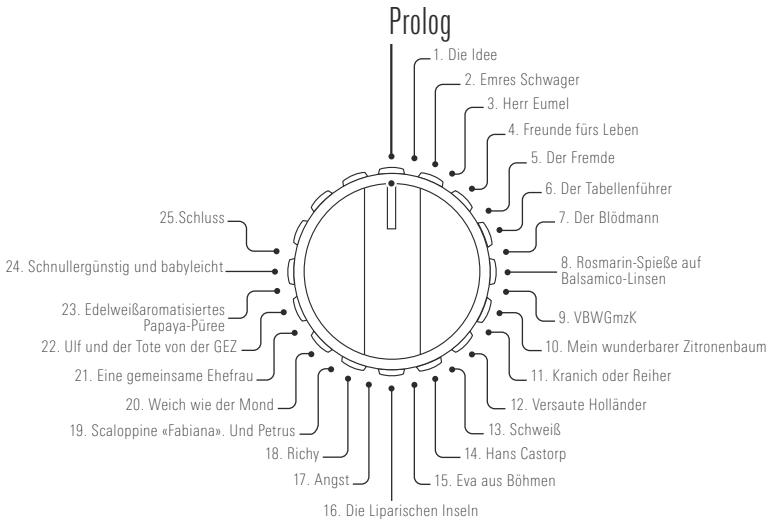 Prolog
1. Die Idee
2. Emres Schwager
3. Herr Eumel
4. Freunde fürs Leben
5. Der Fremde
6. Der Tabellenführer
7. Der Blödmann
8. Rosmarin-Spieße auf
Balsamico-Linsen
9. VBWGmzK
10. Mein wunderbarer Zitronenbaum
11. Kranich oder Reiher
12. Versaute Holländer
13. Schweiß
14. Hans Castorp
15. Eva aus Böhmen
16. Die Liparischen Inseln
17. Angst
18. Richy
19. Scaloppine «Fabiana». Und Petrus
20. Weich wie der Mond
21. Eine gemeinsame Ehefrau
22. Ulf und der Tote von der GEZ
23. Edelweißaromatisiertes
Papaya-Püree
24. Schnullergünstig und babyleicht
25.Schluss